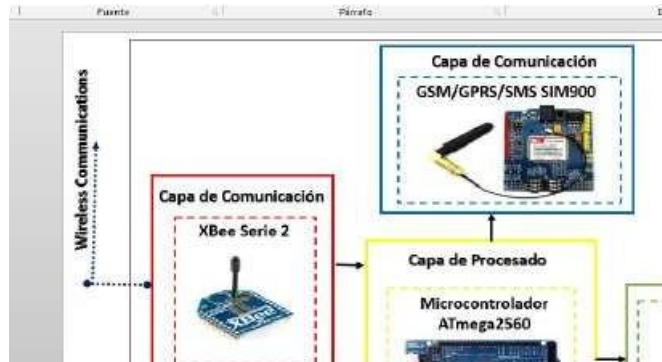 Fuente
Párrafo
Wireless Communications
Capa de Comunicación
GSM/GPRS/SMS SIM900
Capa de Comunicación
XBee Serie 2
XBee
Capa de Procesado
Microcontrolador
ATmega2560